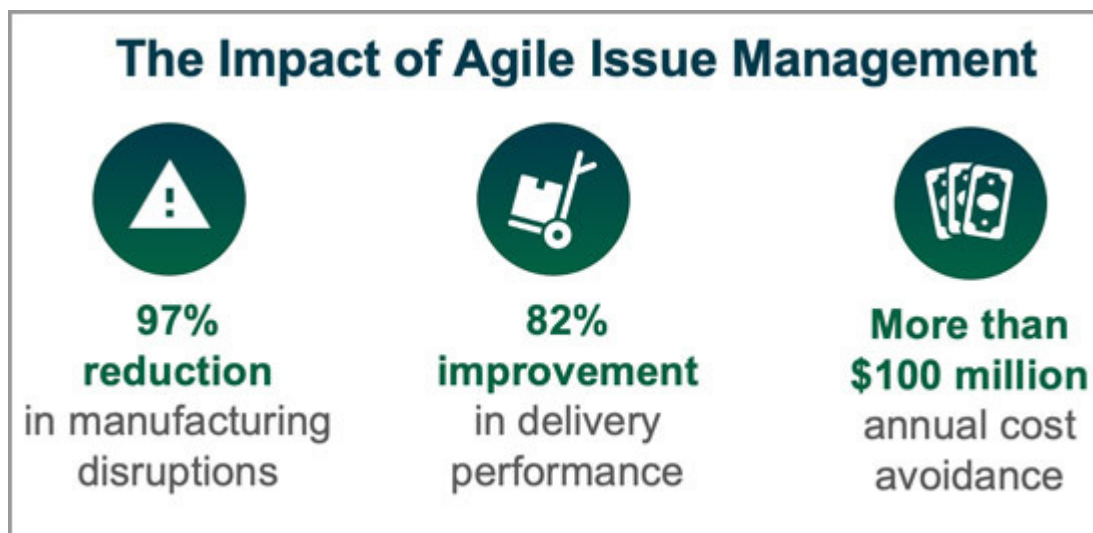 The Impact of Agile Issue Management
97%
reduction
in manufacturing
disruptions
82%
improvement
in delivery
performance
More than
$100 million
annual cost
avoidance